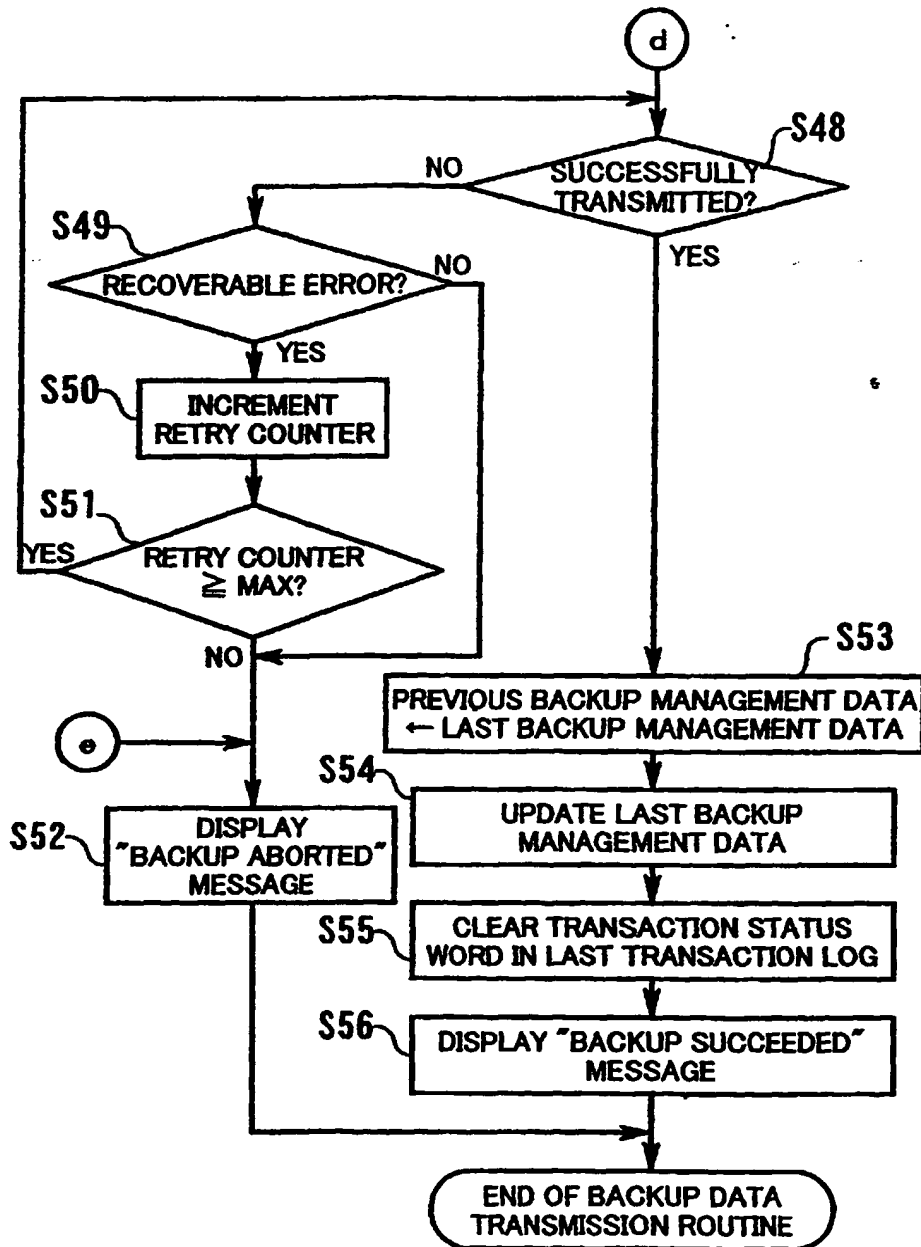 d
S48
SUCCESSFULLY
TRANSMITTED?
NO
YES
S49
RECOVERABLE ERROR?
NO
YES
S50
INCREMENT
RETRY COUNTER
S51
RETRY COUNTER
≧ MAX?
YES
NO
e
S52
DISPLAY
"BACKUP ABORTED"
MESSAGE
S53
PREVIOUS BACKUP MANAGEMENT DATA
← LAST BACKUP MANAGEMENT DATA
S54
UPDATE LAST BACKUP
MANAGEMENT DATA
S55
CLEAR TRANSACTION STATUS
WORD IN LAST TRANSACTION LOG
S56
DISPLAY "BACKUP SUCCEEDED"
MESSAGE
END OF BACKUP DATA
TRANSMISSION ROUTINE